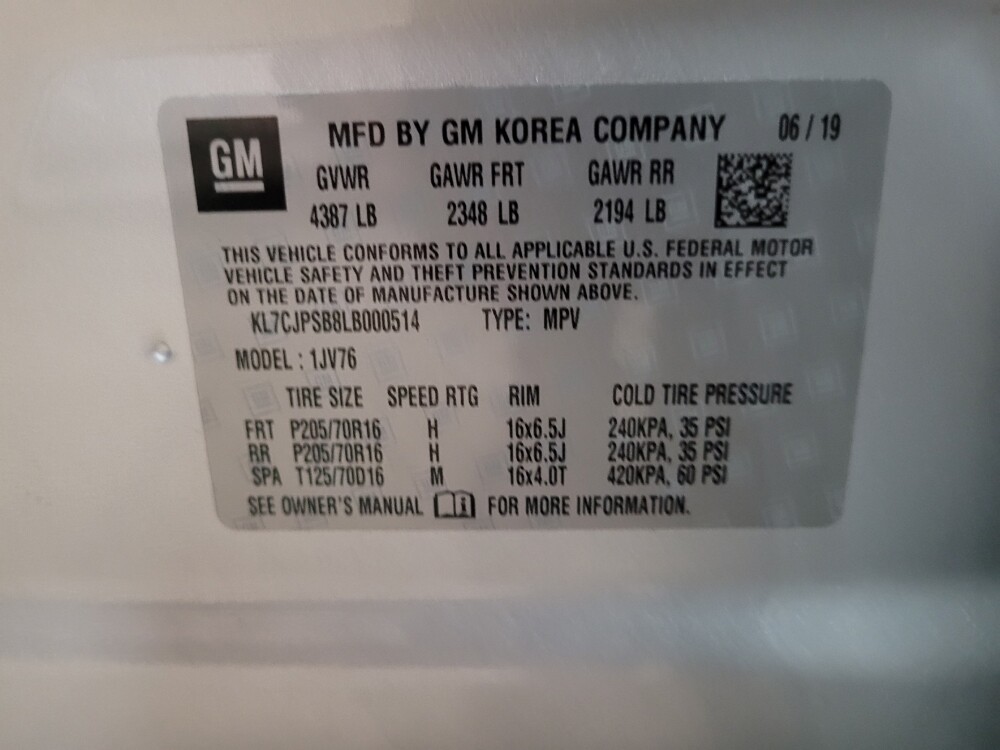 GM
MFD BY GM KOREA COMPANY 06 / 19
GVWR GAWR FRT GAWR RR
4387 LB 2348 LB 2194 LB
THIS VEHICLE CONFORMS TO ALL APPLICABLE U.S. FEDERAL MOTOR
VEHICLE SAFETY AND THEFT PREVENTION STANDARDS IN EFFECT
ON THE DATE OF MANUFACTURE SHOWN ABOVE.
KL7CJPSB8LB000514 TYPE: MPV
MODEL : 1JV76
TIRE SIZE SPEED RTG RIM COLD TIRE PRESSURE
FRT P205/70R16 H 16x6.5J 240KPA, 35 PSI
RR P205/70R16 H 16x6.5J 240KPA, 35 PSI
SPA T125/70D16 M 16x4.0T 420KPA, 60 PSI
SEE OWNER'S MANUAL i FOR MORE INFORMATION.